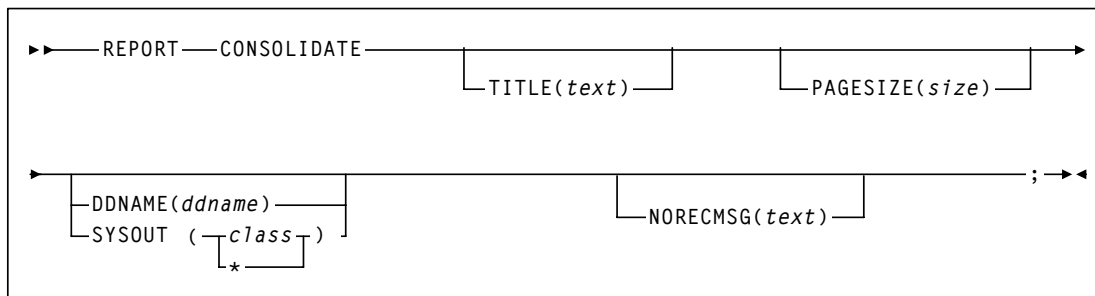 REPORT CONSOLIDATE
TITLE(text) PAGESIZE(size)
;
DDNAME(ddname) NORECMSG(text)
SYSOUT (class)
*